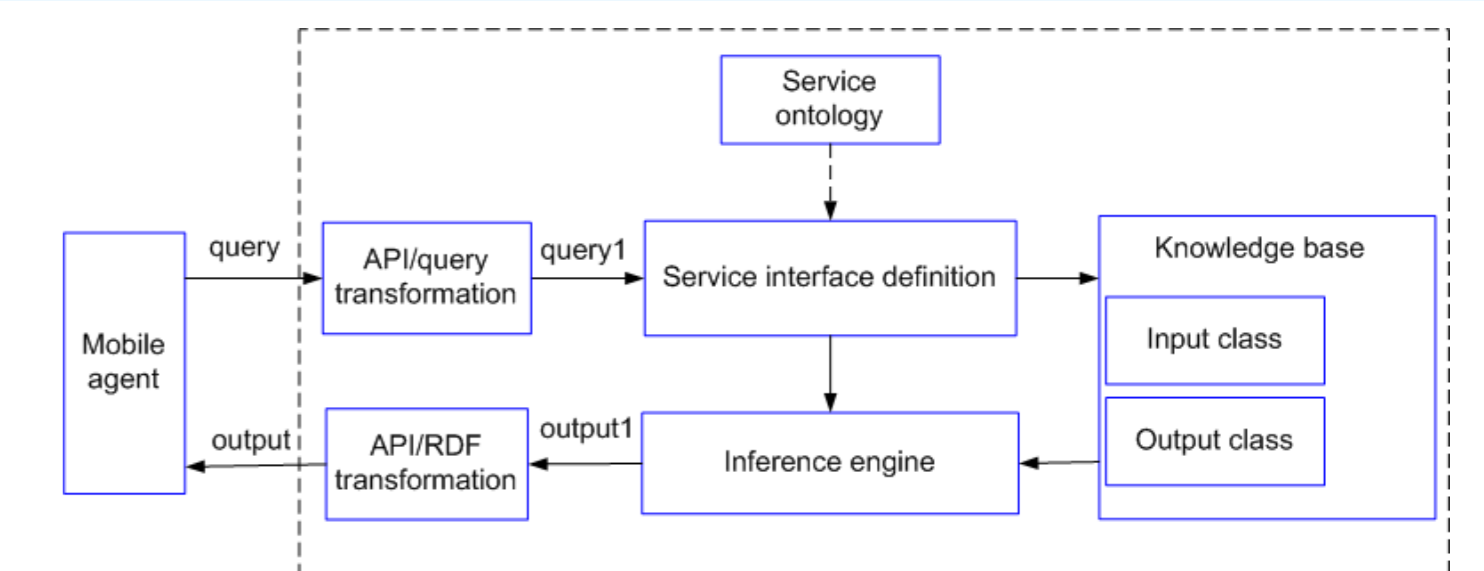 Service
ontology
query
API/query
transformation
query1
Service interface definition
Knowledge base
Input class
Output class
Mobile
agent
output
API/RDF
transformation
output1
Inference engine